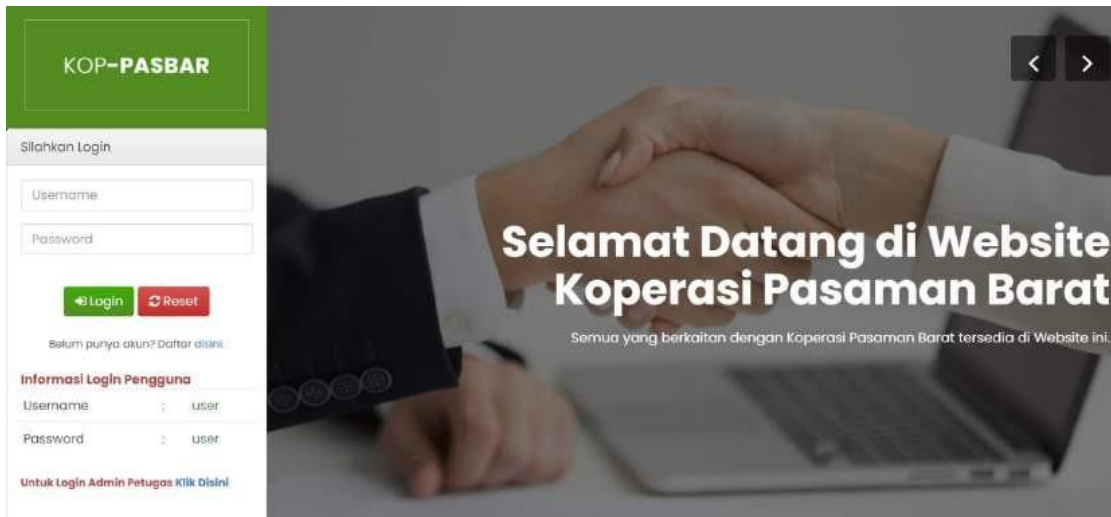 KOP-PASBAR
Silahkan Login
Username
Password
Login Reset
Belum punya akun? Daftar disini.
Informasi Login Pengguna
Username : user
Password : user
Untuk Login Admin Petugas Klik Disini
Selamat Datang di Website
Koperasi Pasaman Barat
Semua yang berkaitan dengan Koperasi Pasaman Barat tersedia di Website ini.